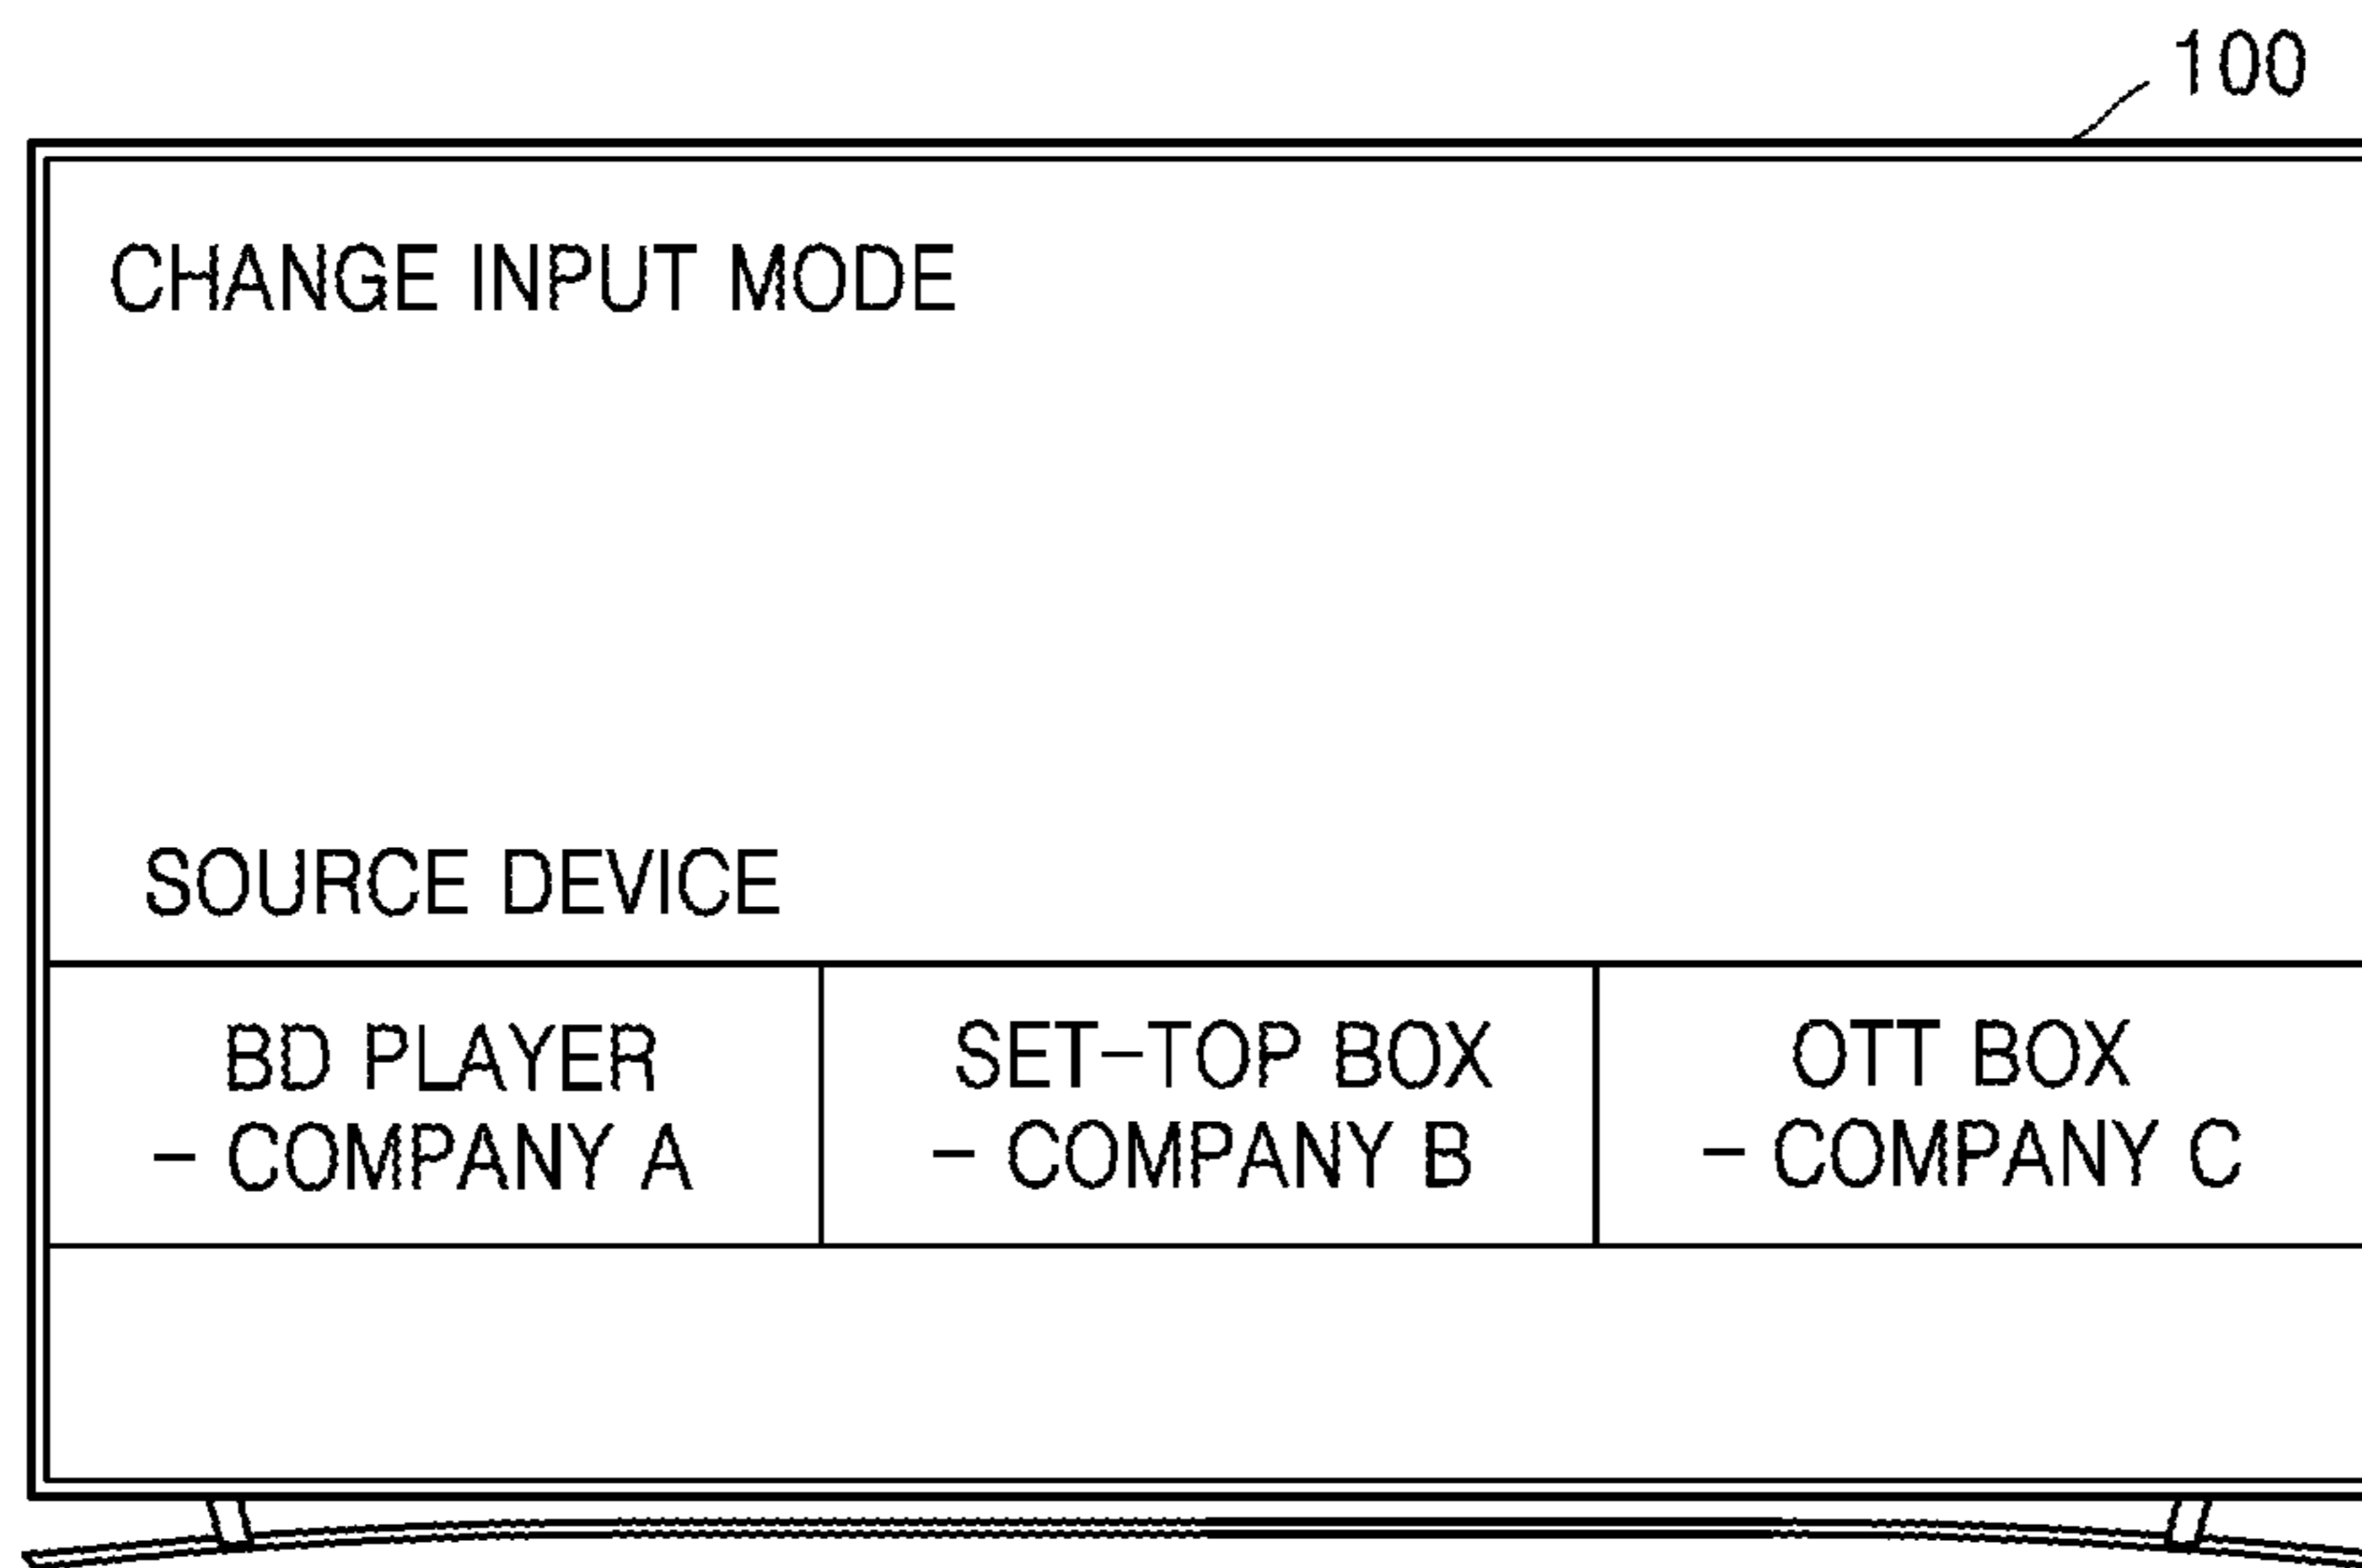 100
CHANGE INPUT MODE
SOURCE DEVICE
BD PLAYER
- COMPANY A
SET-TOP BOX
- COMPANY B
OTT BOX
- COMPANY C